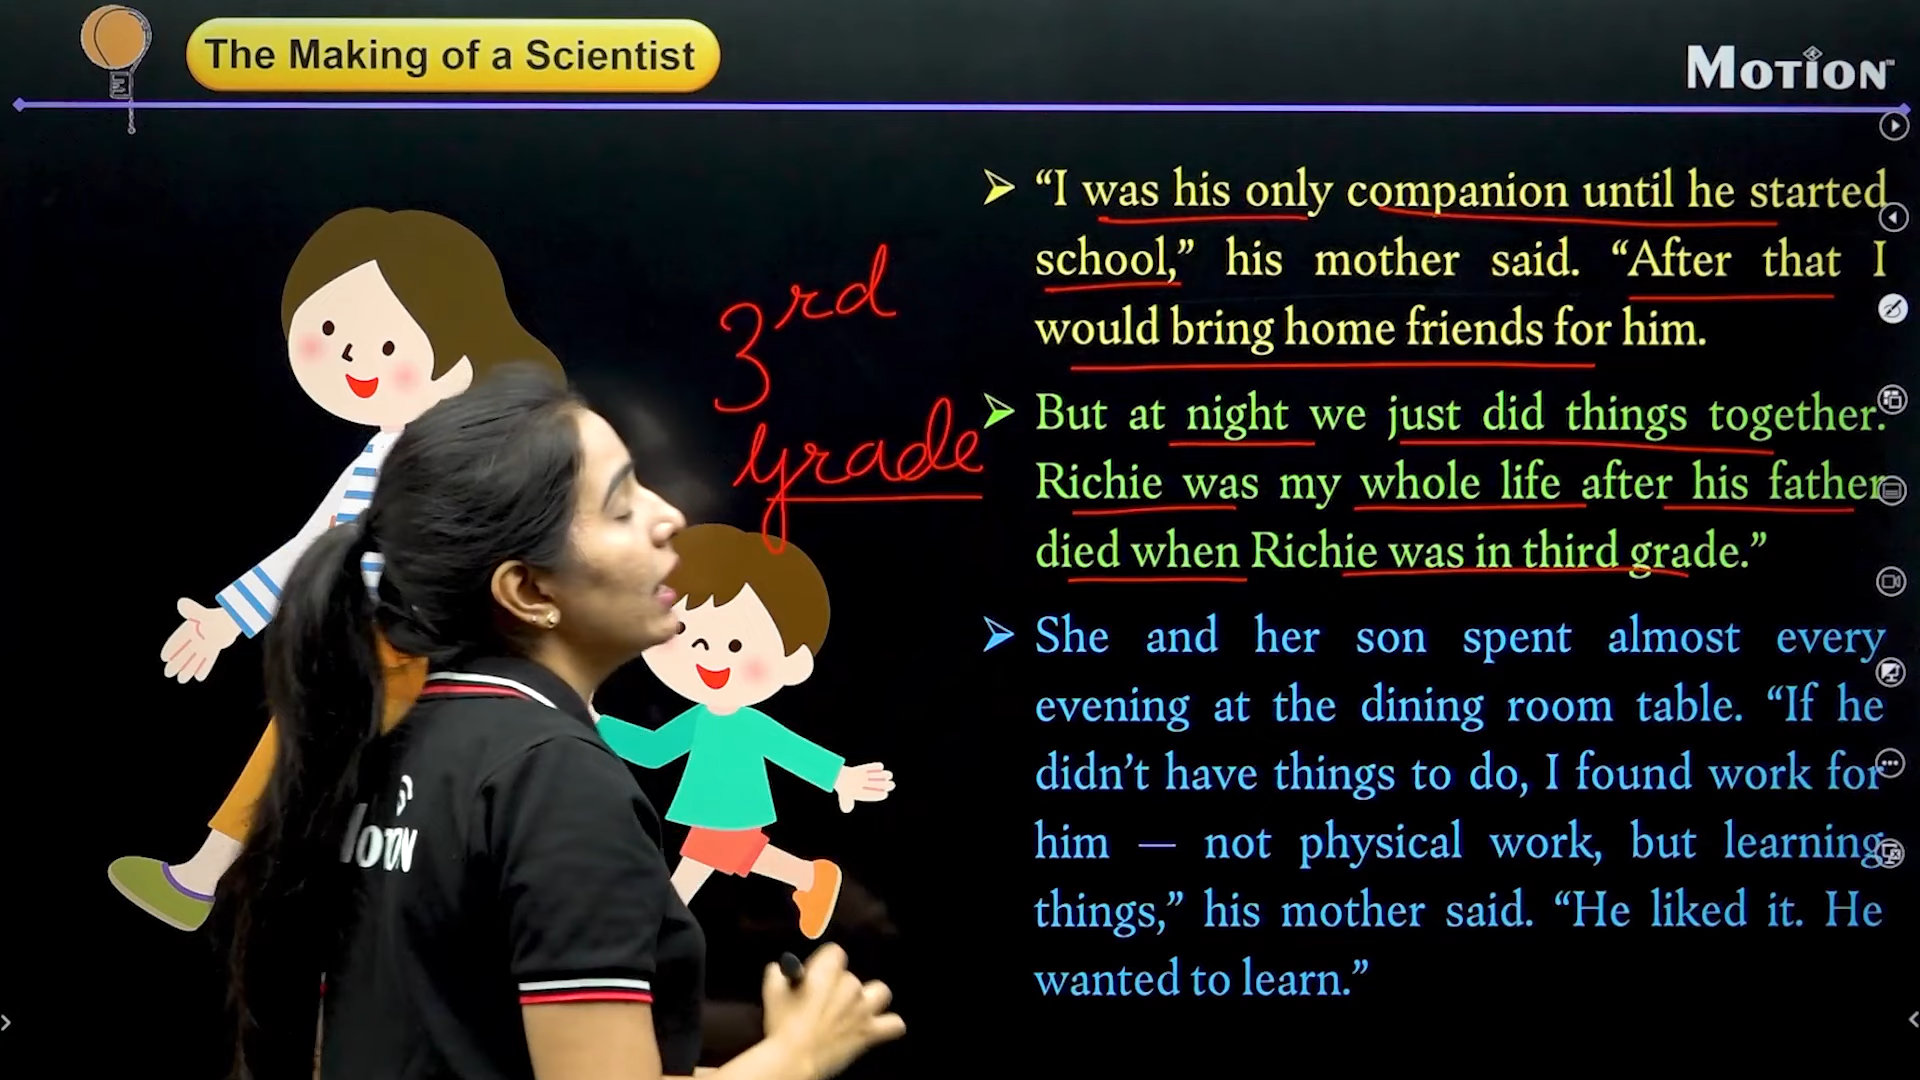 The Making of a Scientist
MOTION
“I was his only companion until he started
school,” his mother said. “After that I
would bring home friends for him.
3rd
grade
But at night we just did things together.
Richie was my whole life after his father
died when Richie was in third grade.”
She and her son spent almost every
evening at the dining room table. “If he
didn’t have things to do, I found work for
him — not physical work, but learning
things,” his mother said. “He liked it. He
wanted to learn.”